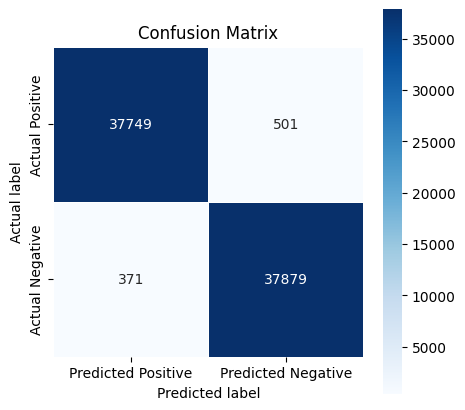 Confusion Matrix
Actual label
Actual Positive
Actual Negative
37749 501
371 37879
Predicted Positive Predicted Negative
Predicted label
35000
30000
25000
20000
15000
10000
5000